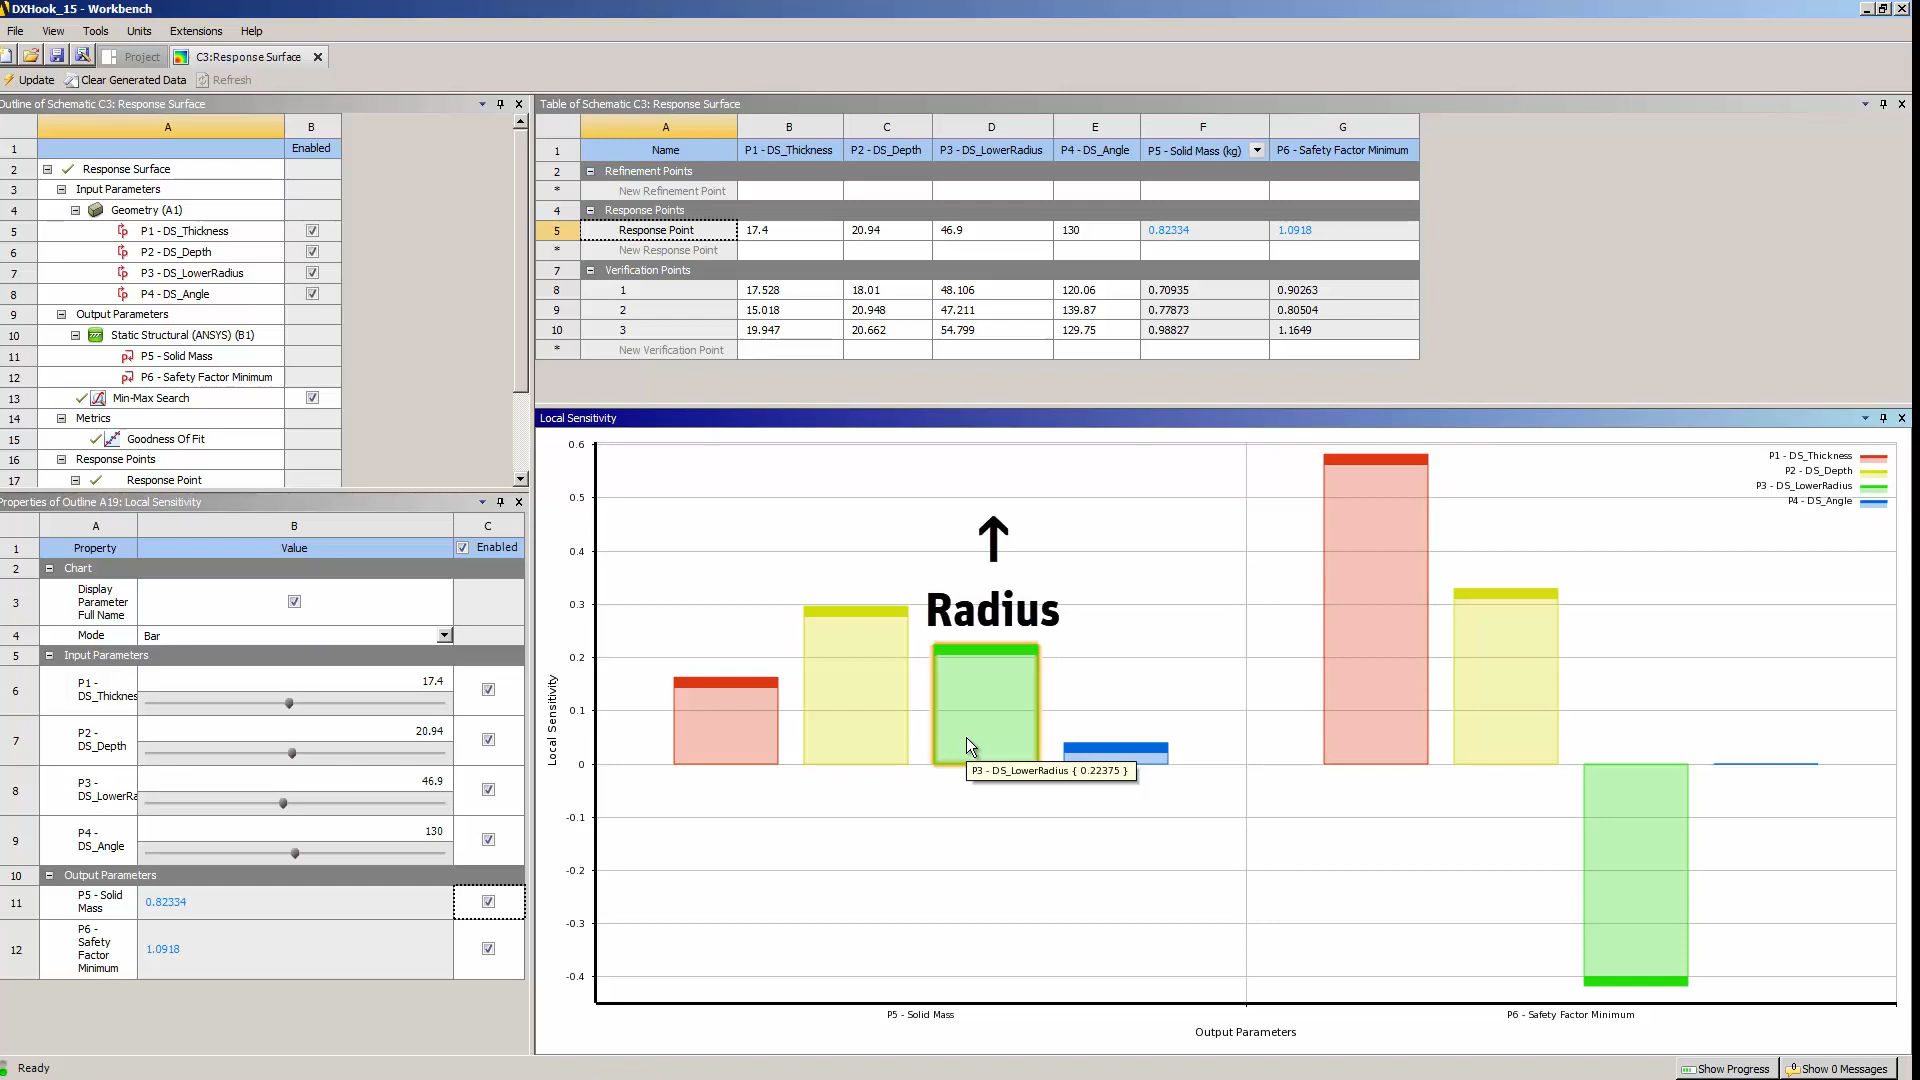 DXHook_15 - Workbench
File View Tools Units Extensions Help
Project C3:Response Surface
Update Clear Generated Data Refresh
Outline of Schematic C3: Response Surface
A B
1 Enabled
2 Response Surface
3 Input Parameters
4 Geometry (A1)
5 P1 - DS_Thickness
6 P2 - DS_Depth
7 P3 - DS_LowerRadius
8 P4 - DS_Angle
9 Output Parameters
10 Static Structural (ANSYS) (B1)
11 P5 - Solid Mass
12 P6 - Safety Factor Minimum
13 Min-Max Search
14 Metrics
15 Goodness Of Fit
16 Response Points
17 Response Point
Table of Schematic C3: Response Surface
A B C D E F G
1 Name P1 - DS_Thickness P2 - DS_Depth P3 - DS_LowerRadius P4 - DS_Angle P5 - Solid Mass (kg) P6 - Safety Factor Minimum
2 Refinement Points
* New Refinement Point
4 Response Points
5 Response Point 17.4 20.94 46.9 130 0.82334 1.0918
* New Response Point
7 Verification Points
8 1 17.528 18.01 48.106 120.06 0.70935 0.90263
9 2 15.018 20.948 47.211 139.87 0.77873 0.80504
10 3 19.947 20.662 54.799 129.75 0.98827 1.1649
* New Verification Point
Properties of Outline A19: Local Sensitivity
A B C
1 Property Value Enabled
2 Chart
3 Display
Parameter
Full Name
4 Mode Bar
5 Input Parameters
6 P1 -
DS_Thicknes
17.4
7 P2 -
DS_Depth
20.94
8 P3 -
DS_LowerRa
46.9
9 P4 -
DS_Angle
130
10 Output Parameters
11 P5 - Solid
Mass
0.82334
12 P6 -
Safety
Factor
Minimum
1.0918
Local Sensitivity
0.6
0.5
0.4
0.3
0.2
0.1
0
-0.1
-0.2
-0.3
-0.4
Local Sensitivity
↑
Radius
P3 - DS_LowerRadius { 0.22375 }
P1 - DS_Thickness
P2 - DS_Depth
P3 - DS_LowerRadius
P4 - DS_Angle
P5 - Solid Mass P6 - Safety Factor Minimum
Output Parameters
Ready Show Progress Show 0 Messages